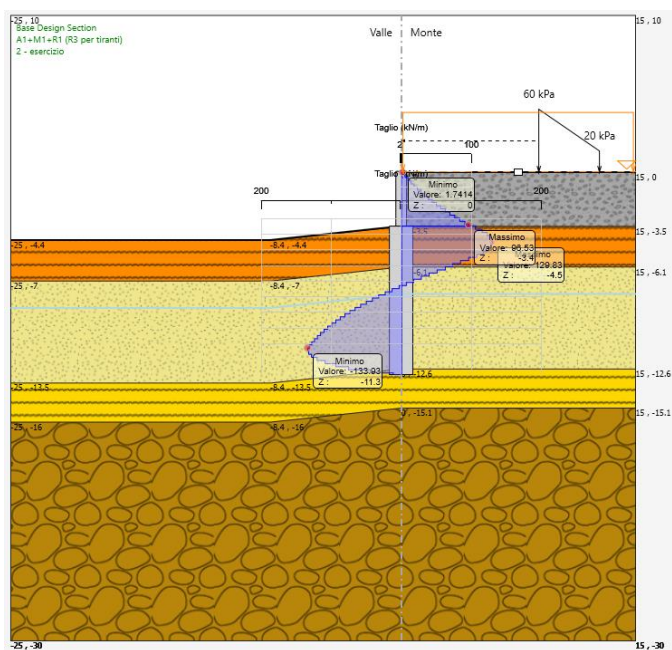 -25 , 10
15 , 10
Base Design Section
A1+M1+R1 (R3 per tiranti)
2 - esercizio
Valle
Monte
60 kPa
20 kPa
Taglio (kN/m)
100
15 , 0
Minimo
Valore: 1.7414
Z : 0
200
200
15 , -3.5
Massimo
Valore: 96.53
Z : -3.4
Valore: 129.83
Z : -4.5
-25 , -4.4
-8.4 , -4.4
-6.1
15 , -6.1
-25 , -7
-8.4 , -7
Minimo
Valore: -133.93
Z : -11.3
-12.6
15 , -12.6
-25 , -13.5
-8.4 , -13.5
-15.1
15 , -15.1
-25 , -16
-8.4 , -16
-25 , -30
15 , -30